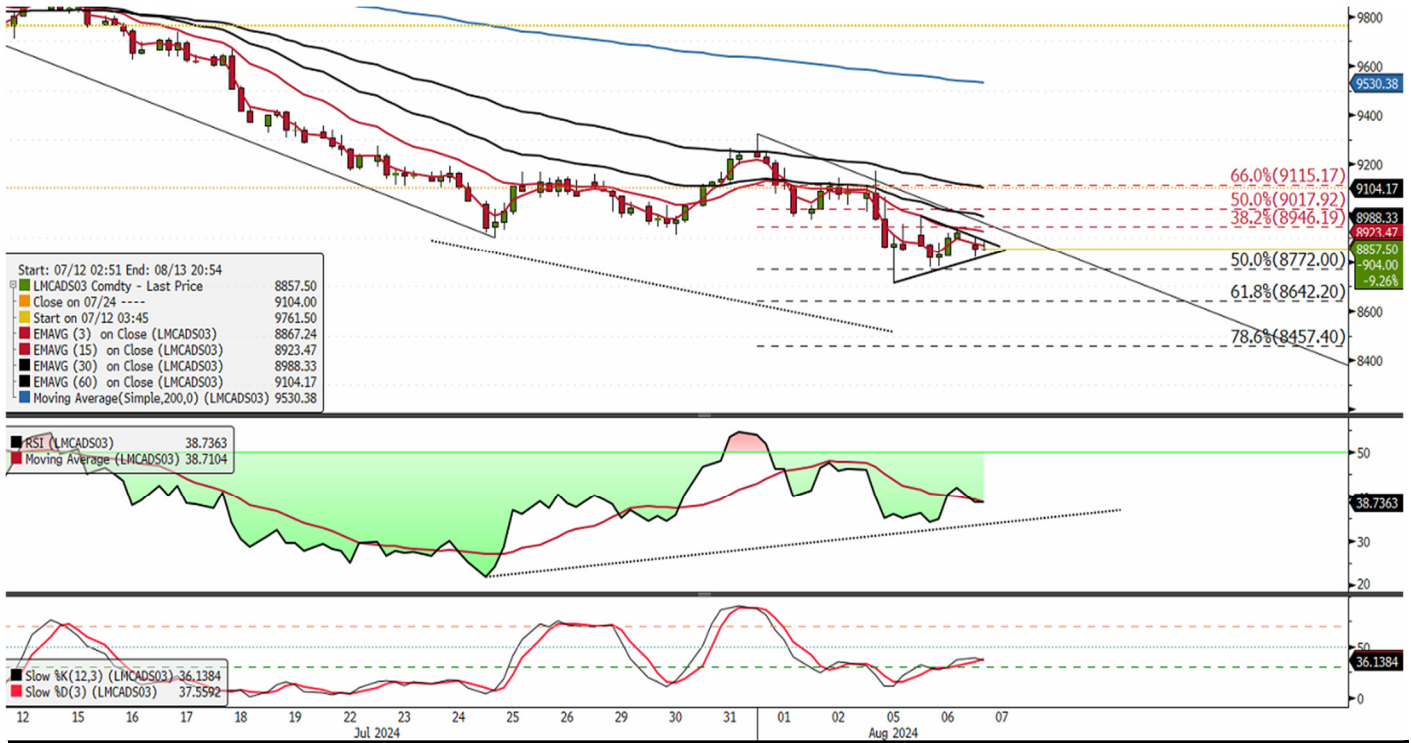 9800
9600
9530.38
9400
9200
66.0%(9115.17)
9104.17
50.0%(9017.92)
38.2%(8946.19)
8988.33
8923.47
8857.50
-904.00
-9.26%
50.0%(8772.00)
61.8%(8642.20)
8600
78.6%(8457.40)
8400
Start: 07/12 02:51 End: 08/13 20:54
LMCADS03 Comdty - Last Price 8857.50
Close on 07/24 ---- 9104.00
Start on 07/12 03:45 9761.50
EMAVG (3) on Close (LMCADS03) 8867.24
EMAVG (15) on Close (LMCADS03) 8923.47
EMAVG (30) on Close (LMCADS03) 8988.33
EMAVG (60) on Close (LMCADS03) 9104.17
Moving Average(Simple,200,0) (LMCADS03) 9530.38
RSI (LMCADS03) 38.7363
Moving Average (LMCADS03) 38.7104
50
38.7363
30
20
Slow %K(12,3) (LMCADS03) 36.1384
Slow %D(3) (LMCADS03) 37.5592
50
36.1384
0
12 15 16 17 18 19 22 23 24 25 26 29 30 31 01 02 05 06 07
Jul 2024 Aug 2024